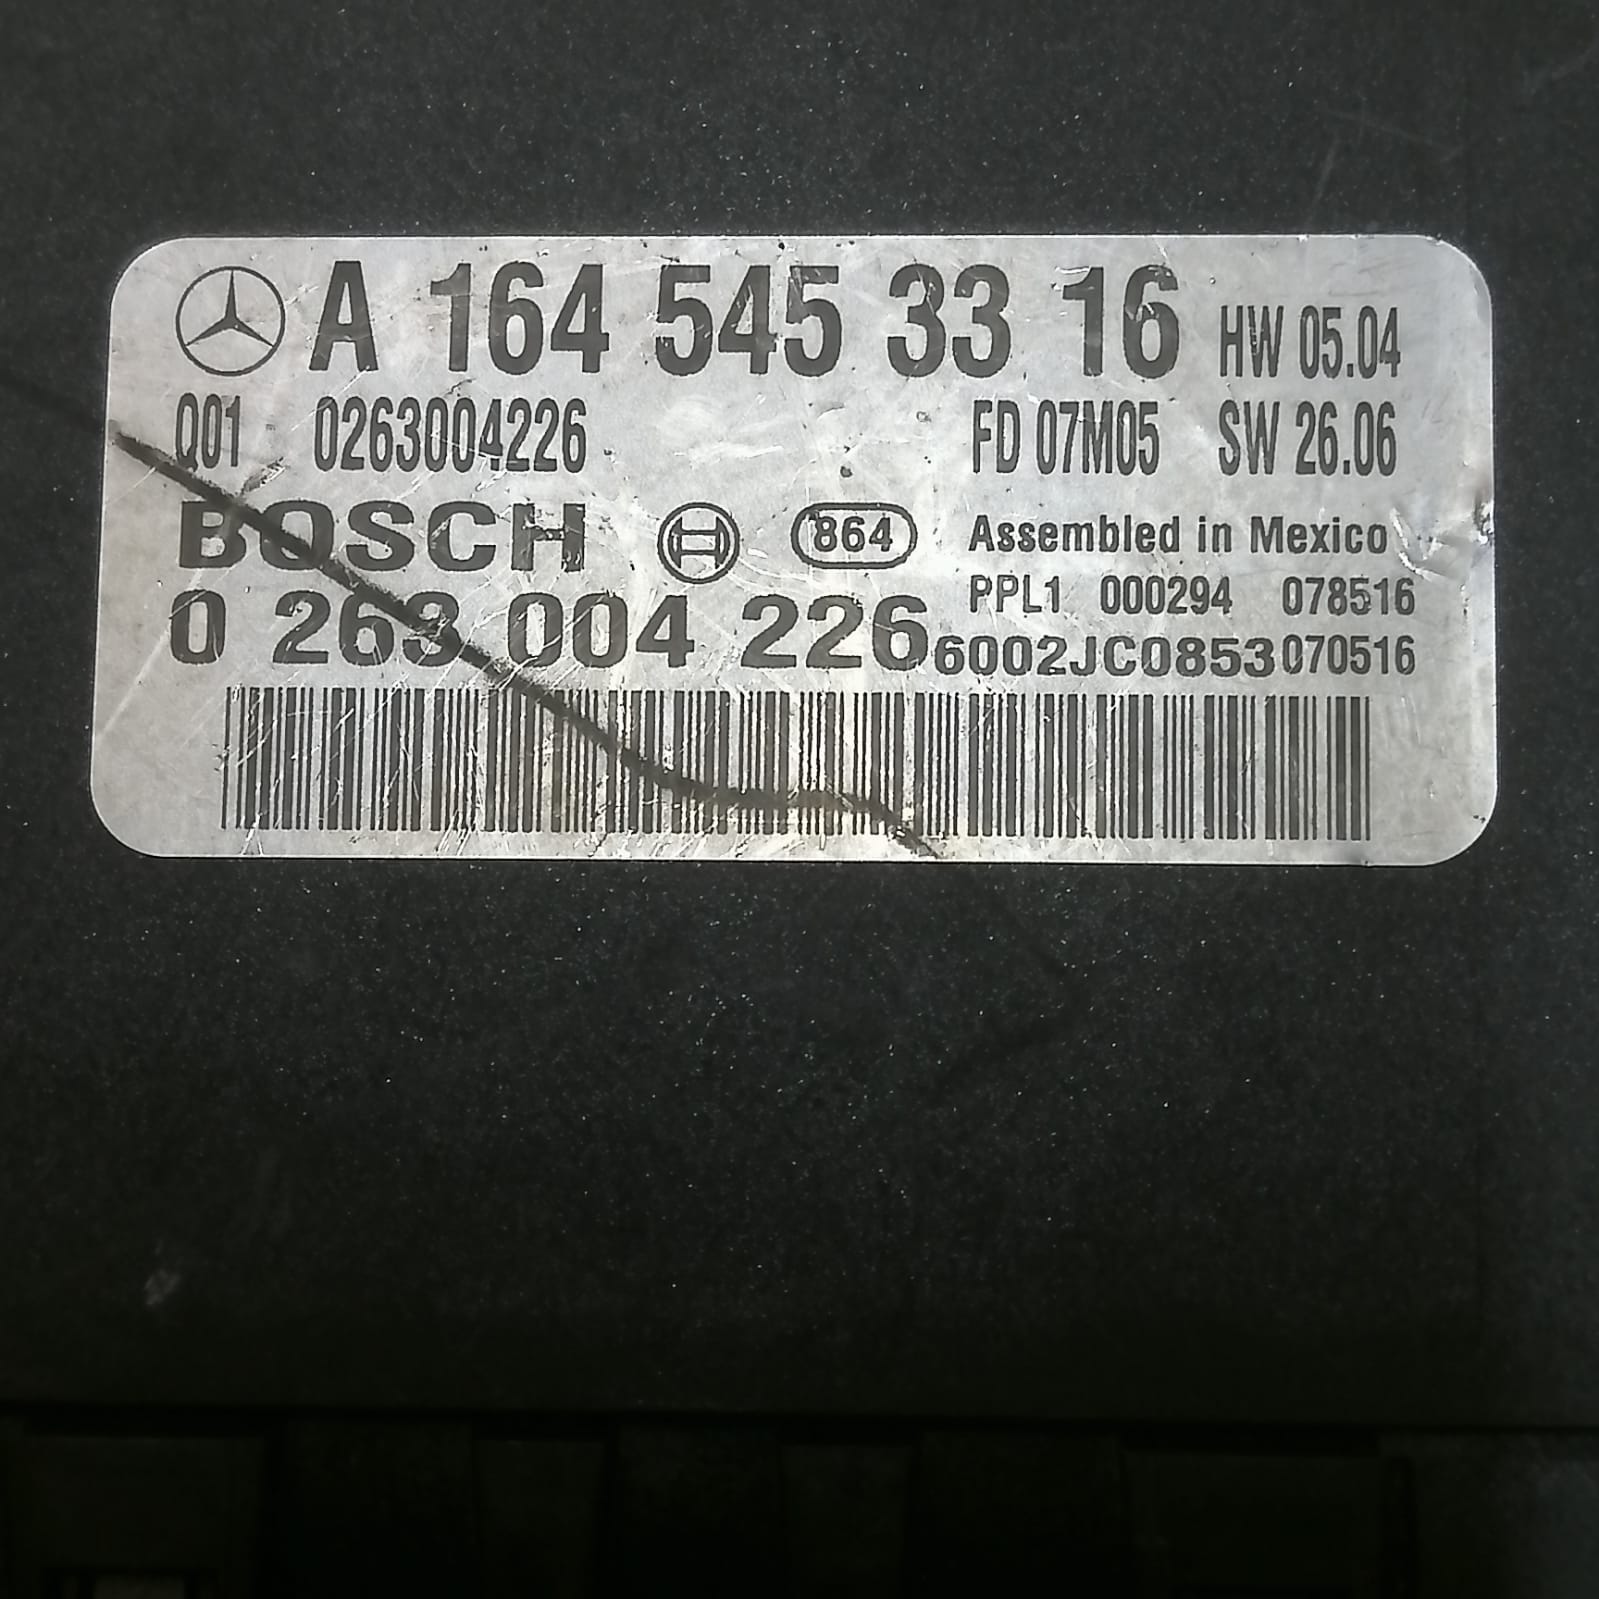 A 164 545 33 16 HW 05.04
Q01 0263004226 FD 07M05 SW 26.06
BOSCH 864 Assembled in Mexico
PPL1 000294 078516
0 263 004 226 6002JC0853 070516